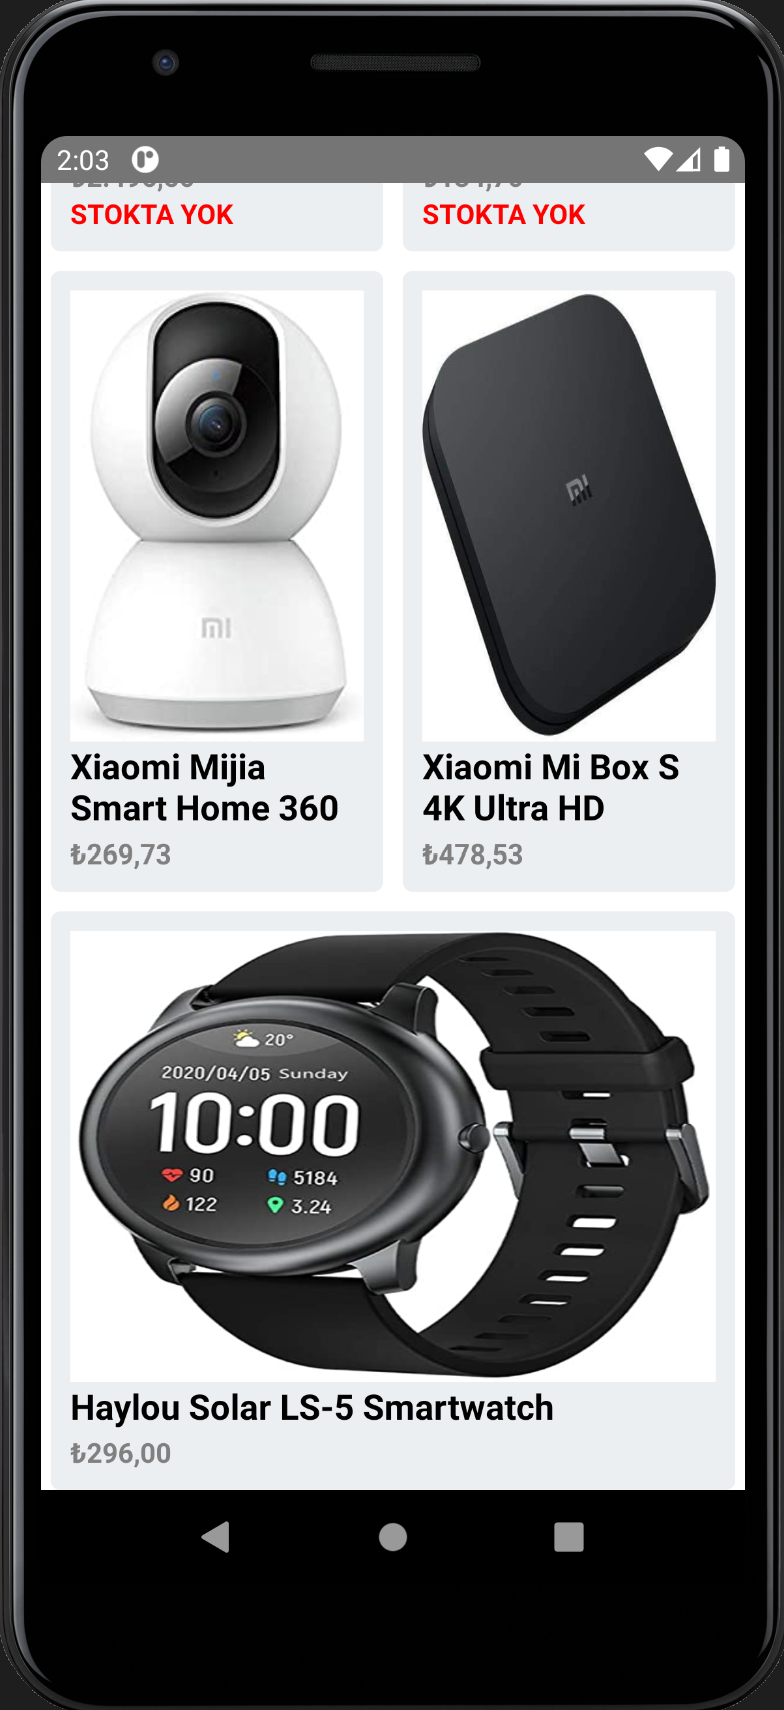 2:03
STOKTA YOK
STOKTA YOK
mi
mi
Xiaomi Mijia
Smart Home 360
₺269,73
Xiaomi Mi Box S
4K Ultra HD
₺478,53
20°
2020/04/05 Sunday
10:00
90
5184
122
3.24
Haylou Solar LS-5 Smartwatch
₺296,00